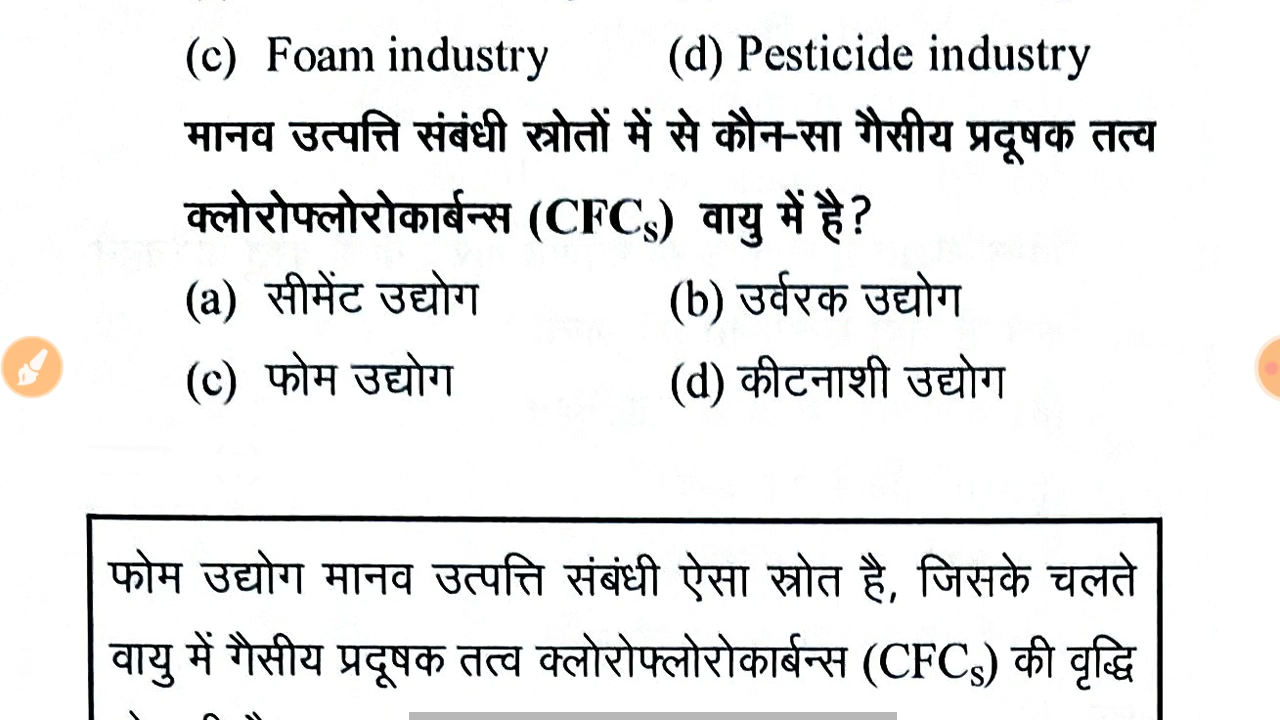 (c) Foam industry (d) Pesticide industry
मानव उत्पत्ति संबंधी स्रोतों में से कौन-सा गैसीय प्रदूषक तत्व
क्लोरोफ्लोरोकार्बन्स (CFCs) वायु में है?
(a) सीमेंट उद्योग (b) उर्वरक उद्योग
(c) फोम उद्योग (d) कीटनाशी उद्योग
फोम उद्योग मानव उत्पत्ति संबंधी ऐसा स्रोत है, जिसके चलते
वायु में गैसीय प्रदूषक तत्व क्लोरोफ्लोरोकार्बन्स (CFCs) की वृद्धि